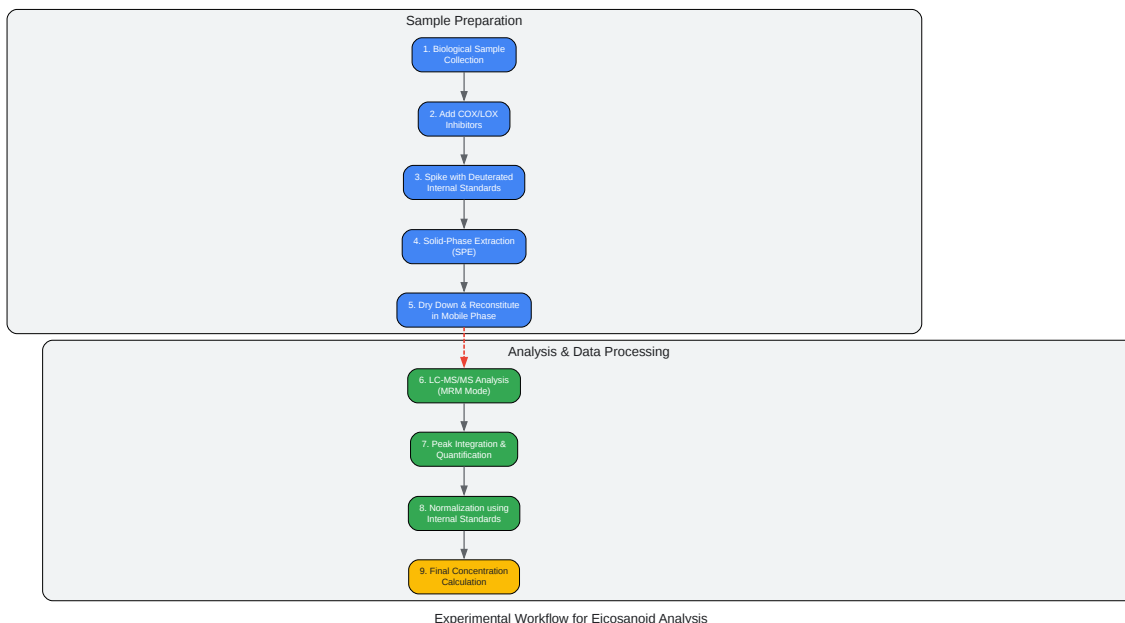 Sample Preparation
1. Biological Sample
Collection
2. Add COX/LOX
Inhibitors
3. Spike with Deuterated
Internal Standards
4. Solid-Phase Extraction
(SPE)
5. Dry Down & Reconstitute
in Mobile Phase
Analysis & Data Processing
6. LC-MS/MS Analysis
(MRM Mode)
7. Peak Integration &
Quantification
8. Normalization using
Internal Standards
9. Final Concentration
Calculation
Experimental Workflow for Eicosanoid Analysis